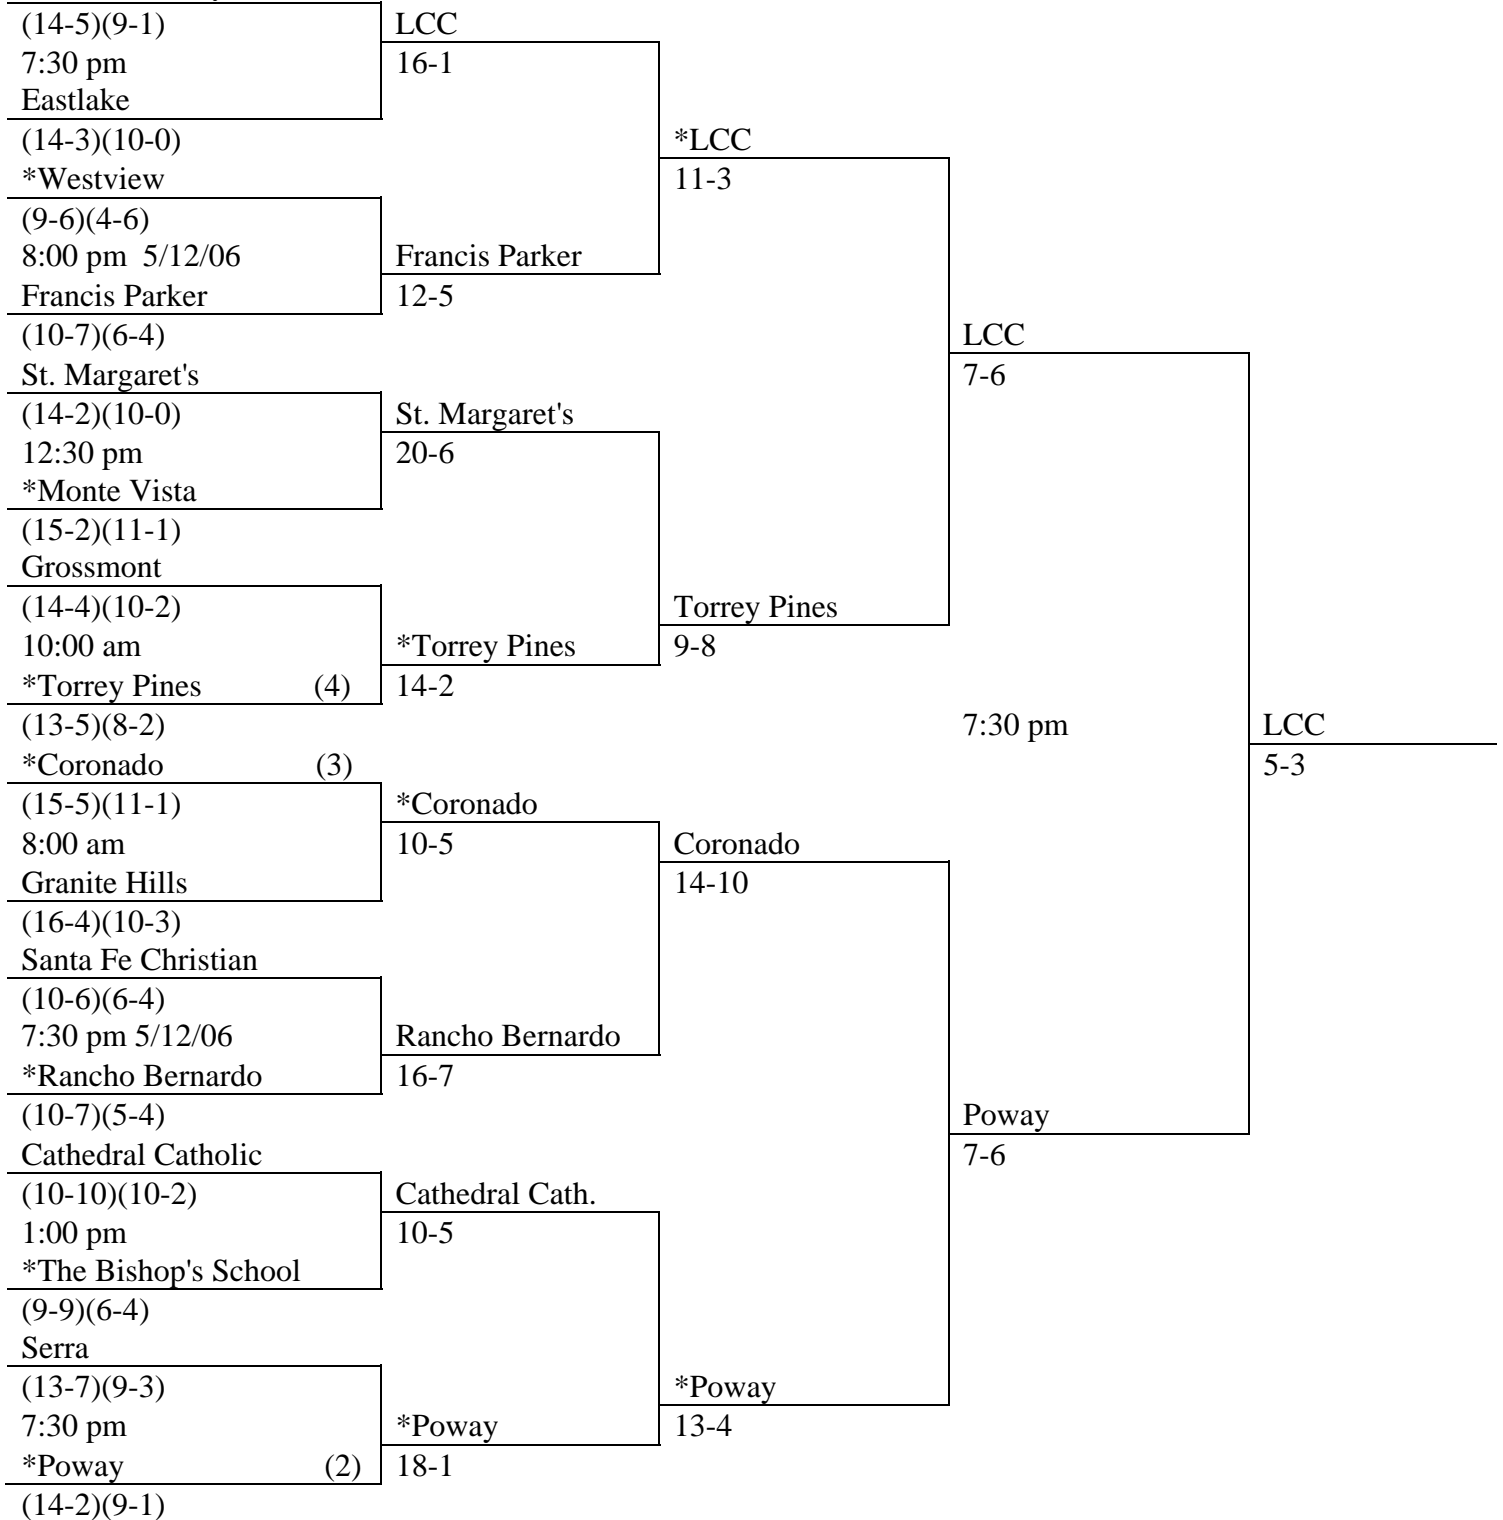 (14-5)(9-1)
LCC
7:30 pm
16-1
Eastlake
(14-3)(10-0)
*LCC
*Westview
11-3
(9-6)(4-6)
8:00 pm 5/12/06
Francis Parker
Francis Parker
12-5
(10-7)(6-4)
LCC
St. Margaret's
7-6
(14-2)(10-0)
St. Margaret's
12:30 pm
20-6
*Monte Vista
(15-2)(11-1)
Grossmont
(14-4)(10-2)
Torrey Pines
10:00 am
*Torrey Pines
9-8
*Torrey Pines (4)
14-2
(13-5)(8-2)
7:30 pm
LCC
*Coronado (3)
5-3
(15-5)(11-1)
*Coronado
8:00 am
10-5
Coronado
Granite Hills
14-10
(16-4)(10-3)
Santa Fe Christian
(10-6)(6-4)
7:30 pm 5/12/06
Rancho Bernardo
*Rancho Bernardo
16-7
(10-7)(5-4)
Poway
Cathedral Catholic
7-6
(10-10)(10-2)
Cathedral Cath.
1:00 pm
10-5
*The Bishop's School
(9-9)(6-4)
Serra
(13-7)(9-3)
*Poway
7:30 pm
*Poway
13-4
*Poway (2)
18-1
(14-2)(9-1)